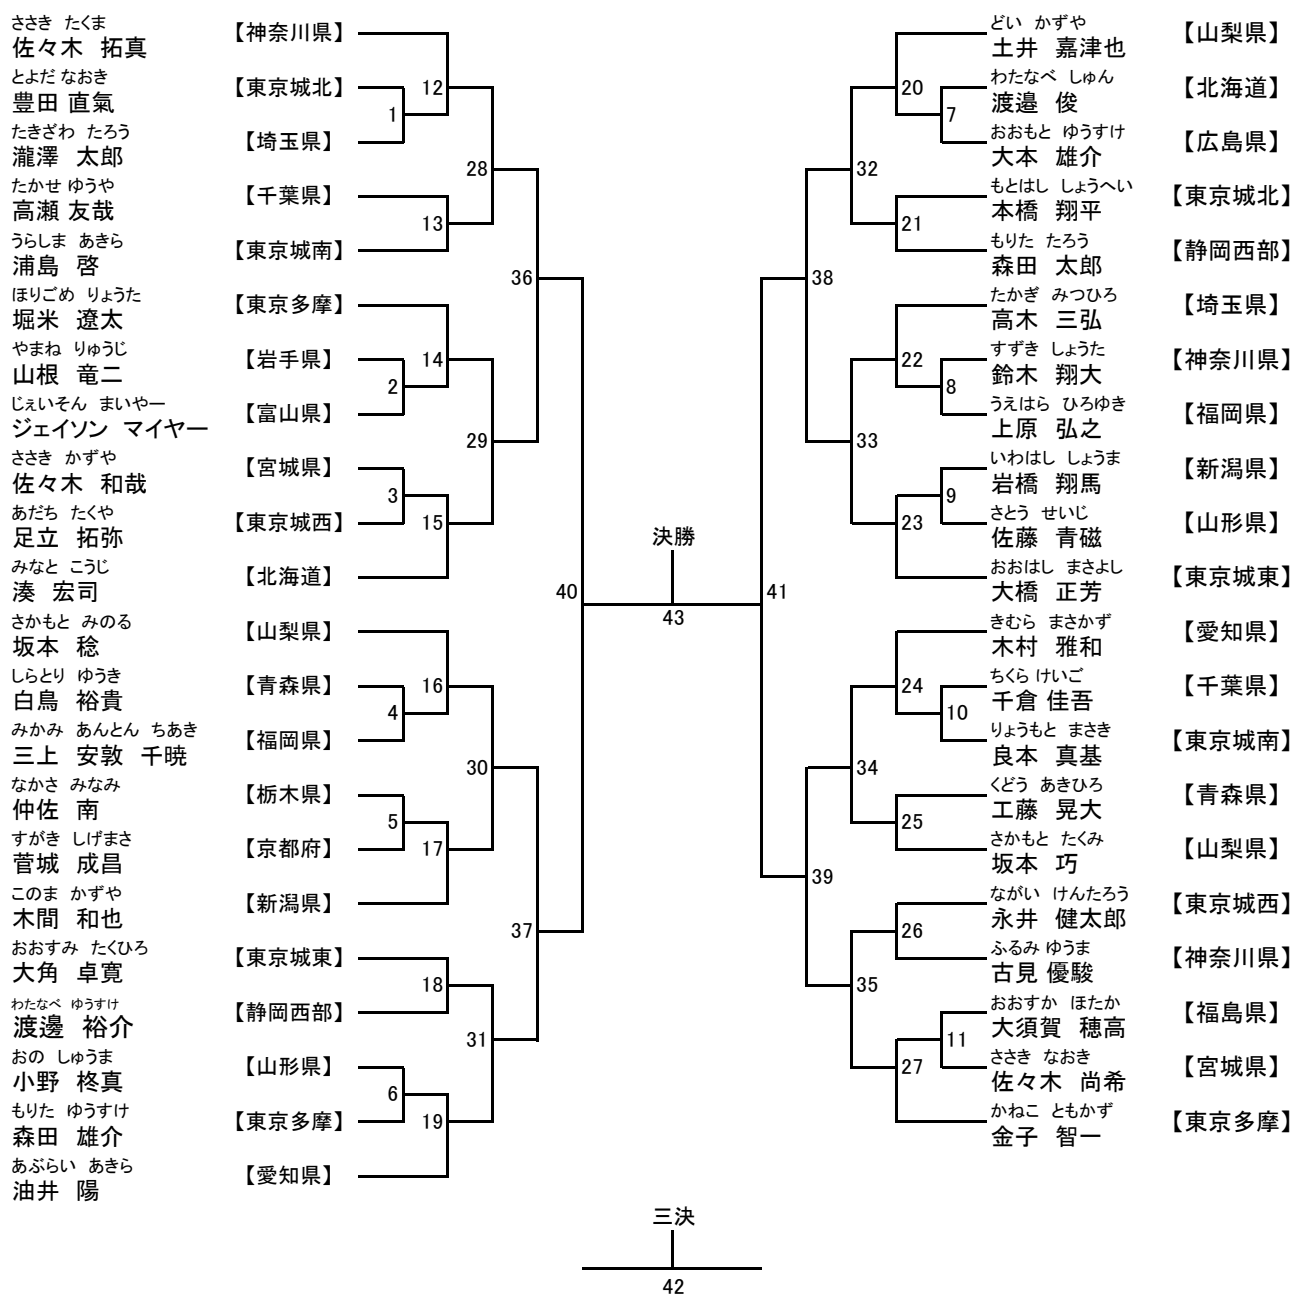 ささき たくま
佐々木 拓真 【神奈川県】
とよだ なおき
豊田 直氣 【東京城北】
たきざわ たろう
瀧澤 太郎 【埼玉県】
たかせ ゆうや
高瀬 友哉 【千葉県】
うらしま あきら
浦島 啓 【東京城南】
ほりごめ りょうた
堀米 遼太 【東京多摩】
やまね りゅうじ
山根 竜二 【岩手県】
じぇいそん まいやー
ジェイソン マイヤー 【富山県】
ささき かずや
佐々木 和哉 【宮城県】
あだち たくや
足立 拓弥 【東京城西】
みなと こうじ
湊 宏司 【北海道】
さかもと みのる
坂本 稔 【山梨県】
しらとり ゆうき
白鳥 裕貴 【青森県】
みかみ あんとん ちあき
三上 安敦 千暁 【福岡県】
なかさ みなみ
仲佐 南 【栃木県】
すがき しげまさ
菅城 成昌 【京都府】
このま かずや
木間 和也 【新潟県】
おおすみ たくひろ
大角 卓寛 【東京城東】
わたなべ ゆうすけ
渡邊 裕介 【静岡西部】
おの しゅうま
小野 柊真 【山形県】
もりた ゆうすけ
森田 雄介 【東京多摩】
あぶらい あきら
油井 陽 【愛知県】
1
2
3
4
5
6
12
13
14
15
16
17
18
19
28
29
30
31
36
37
40
決勝
43
41
38
39
32
33
34
35
20
21
22
23
24
25
26
27
7
8
9
10
11
どい かずや
土井 嘉津也 【山梨県】
わたなべ しゅん
渡邉 俊 【北海道】
おおもと ゆうすけ
大本 雄介 【広島県】
もとはし しょうへい
本橋 翔平 【東京城北】
もりた たろう
森田 太郎 【静岡西部】
たかぎ みつひろ
高木 三弘 【埼玉県】
すずき しょうた
鈴木 翔大 【神奈川県】
うえはら ひろゆき
上原 弘之 【福岡県】
いわはし しょうま
岩橋 翔馬 【新潟県】
さとう せいじ
佐藤 青磁 【山形県】
おおはし まさよし
大橋 正芳 【東京城東】
きむら まさかず
木村 雅和 【愛知県】
ちくら けいご
千倉 佳吾 【千葉県】
りょうもと まさき
良本 真基 【東京城南】
くどう あきひろ
工藤 晃大 【青森県】
さかもと たくみ
坂本 巧 【山梨県】
ながい けんたろう
永井 健太郎 【東京城西】
ふるみ ゆうま
古見 優駿 【神奈川県】
おおすか ほたか
大須賀 穂高 【福島県】
ささき なおき
佐々木 尚希 【宮城県】
かねこ ともかず
金子 智一 【東京多摩】
三決
42